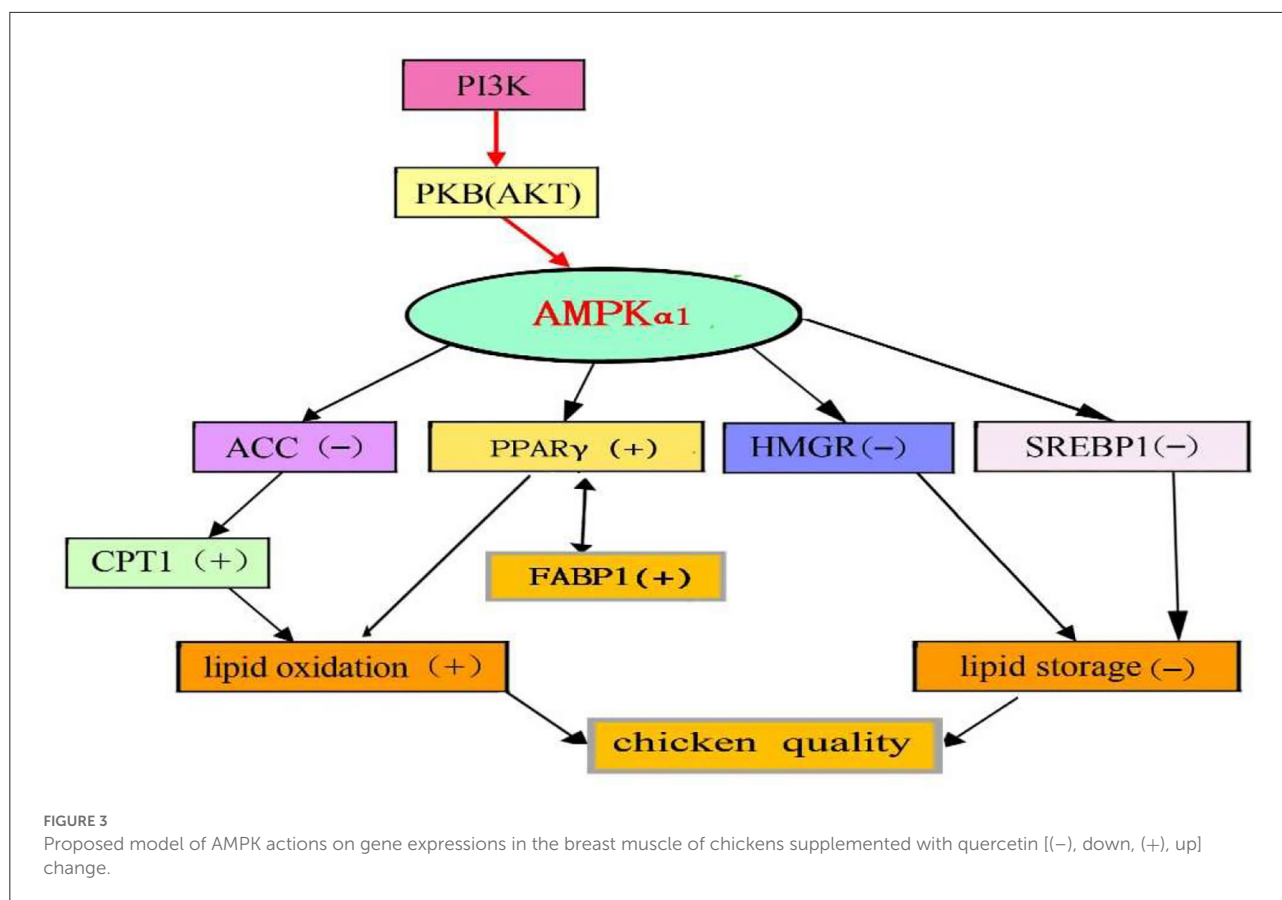 PI3K
PKB(AKT)
AMPKα1
ACC (−)
PPARγ (+)
HMGR(−)
SREBP1(−)
CPT1 (+)
FABP1(+)
lipid oxidation (+)
lipid storage (−)
chicken quality
FIGURE 3
Proposed model of AMPK actions on gene expressions in the breast muscle of chickens supplemented with quercetin [(−), down, (+), up]
change.